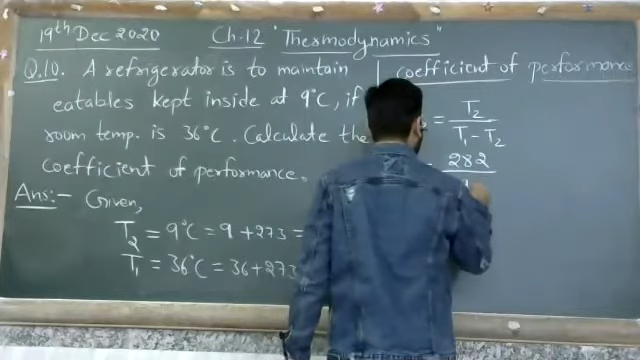 19th Dec 2020
Ch-12 "Thermodynamics"
Q.10. A refrigerator is to maintain
eatables kept inside at 9°C, if
room temp. is 36°C. Calculate the
coefficient of performance.
Ans:- Given,
T₂ = 9°C = 9 + 273 =
T₁ = 36°C = 36 + 273
coefficient of performance
= T₂ / T₁ - T₂
282